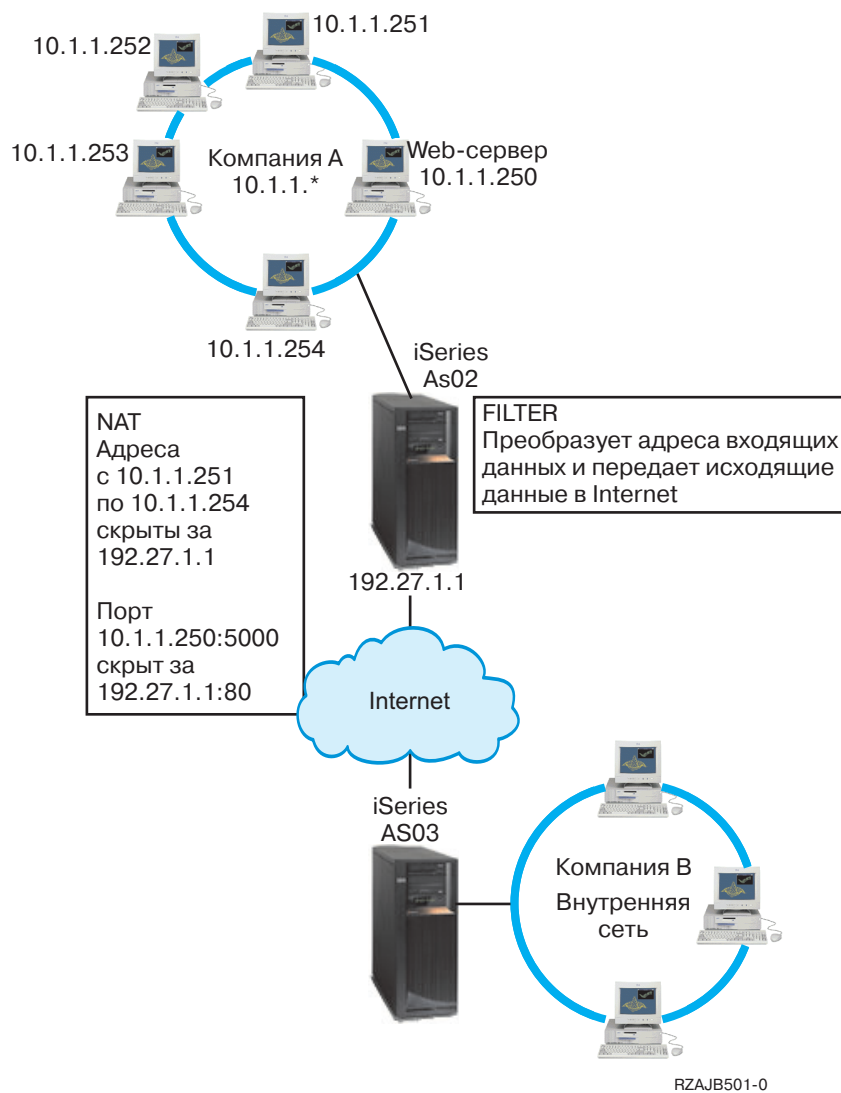 10.1.1.251
10.1.1.252
10.1.1.253
Компания А
10.1.1.*
Web-сервер
10.1.1.250
10.1.1.254
iSeries
As02
NAT
Адреса
с 10.1.1.251
по 10.1.1.254
скрыты за
192.27.1.1
Порт
10.1.1.250:5000
скрыт за
192.27.1.1:80
FILTER
Преобразует адреса входящих
данных и передает исходящие
данные в Internet
192.27.1.1
Internet
iSeries
AS03
Компания В
Внутренняя
сеть
RZAJB501-0